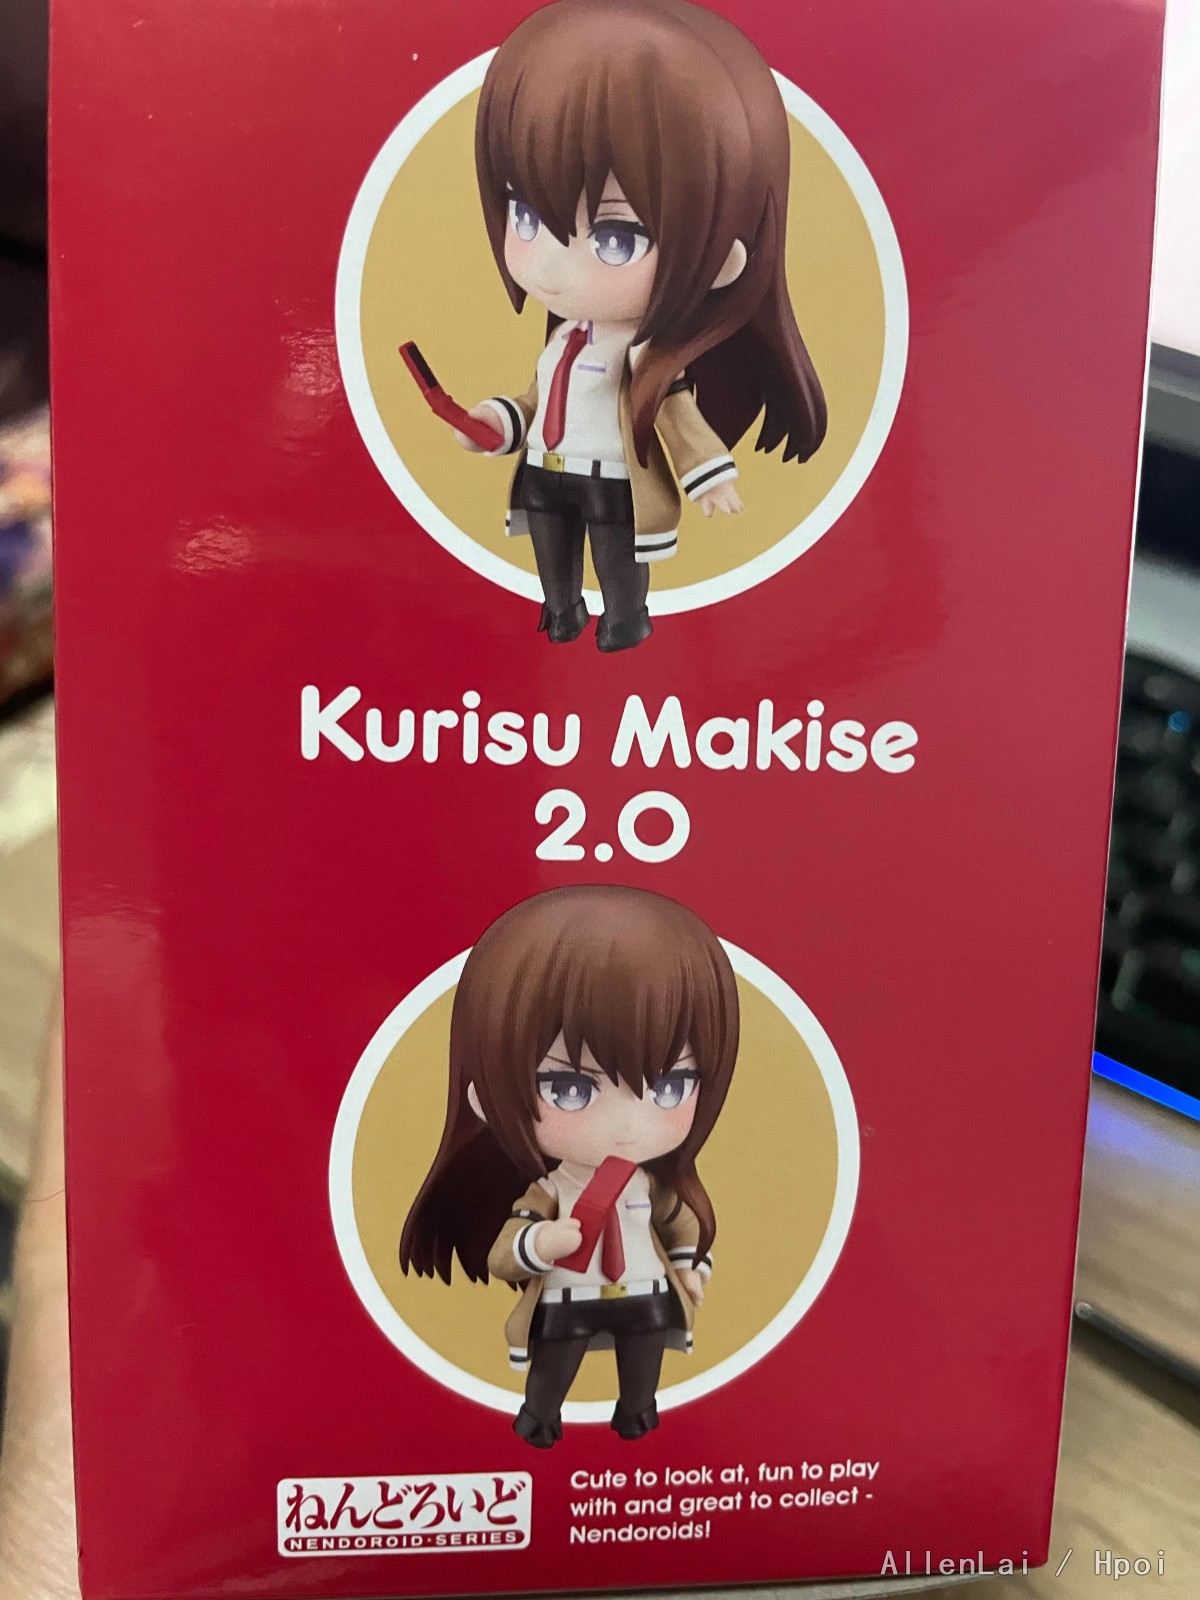 Kurisu Makise
2.0
ねんどろいど
NENDOROID·SERIES
Cute to look at, fun to play
with and great to collect -
Nendoroids!
AllenLai / Hpoi